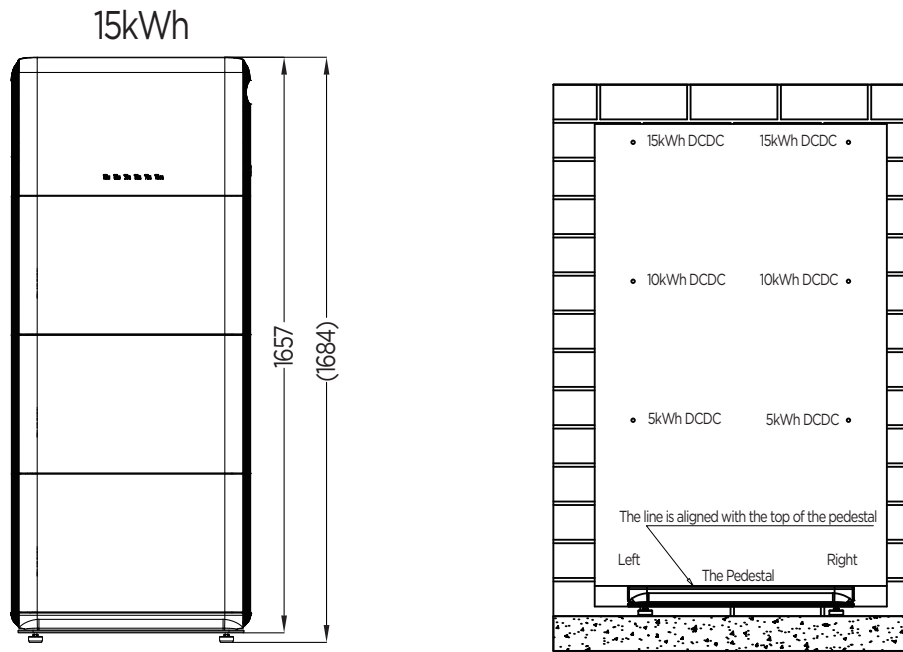 15kWh
1657
(1684)
15kWh DCDC 15kWh DCDC
10kWh DCDC 10kWh DCDC
5kWh DCDC 5kWh DCDC
The line is aligned with the top of the pedestal
Left Right
The Pedestal